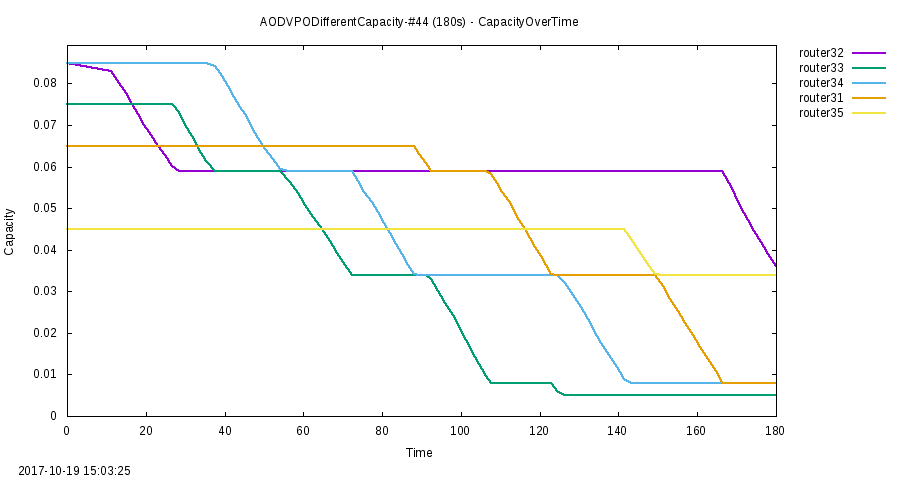 AODVPODifferentCapacity-#44 (180s) - CapacityOverTime
router32
router33
router34
router31
router35
0.08
0.07
0.06
0.05
0.04
0.03
0.02
0.01
0
Capacity
0 20 40 60 80 100 120 140 160 180
Time
2017-10-19 15:03:25